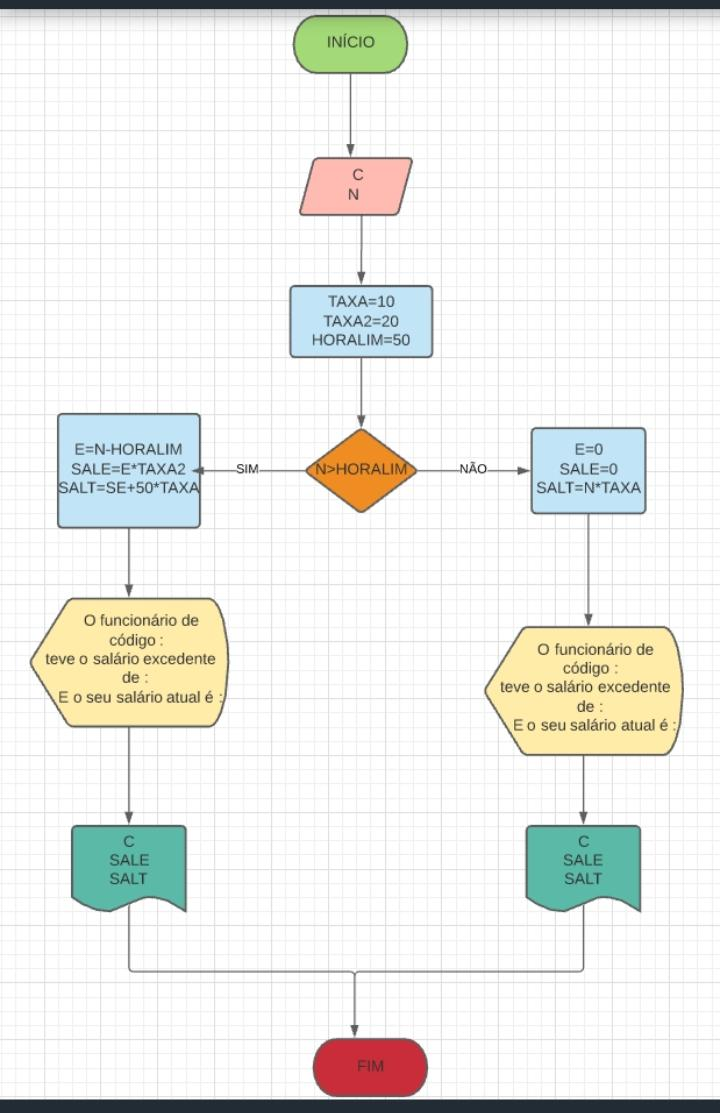 INÍCIO
C
N
TAXA=10
TAXA2=20
HORALIM=50
N>HORALIM
SIM
NÃO
E=N-HORALIM
SALE=E*TAXA2
SALT=SE+50*TAXA
E=0
SALE=0
SALT=N*TAXA
O funcionário de
código :
teve o salário excedente
de :
E o seu salário atual é :
O funcionário de
código :
teve o salário excedente
de :
E o seu salário atual é :
C
SALE
SALT
C
SALE
SALT
FIM